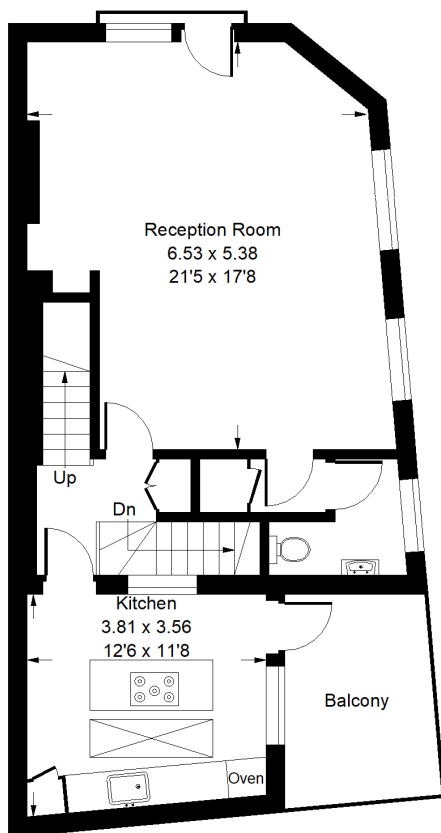 Reception Room
6.53 x 5.38
21'5 x 17'8
Up
Dn
Kitchen
3.81 x 3.56
12'6 x 11'8
Balcony
Oven